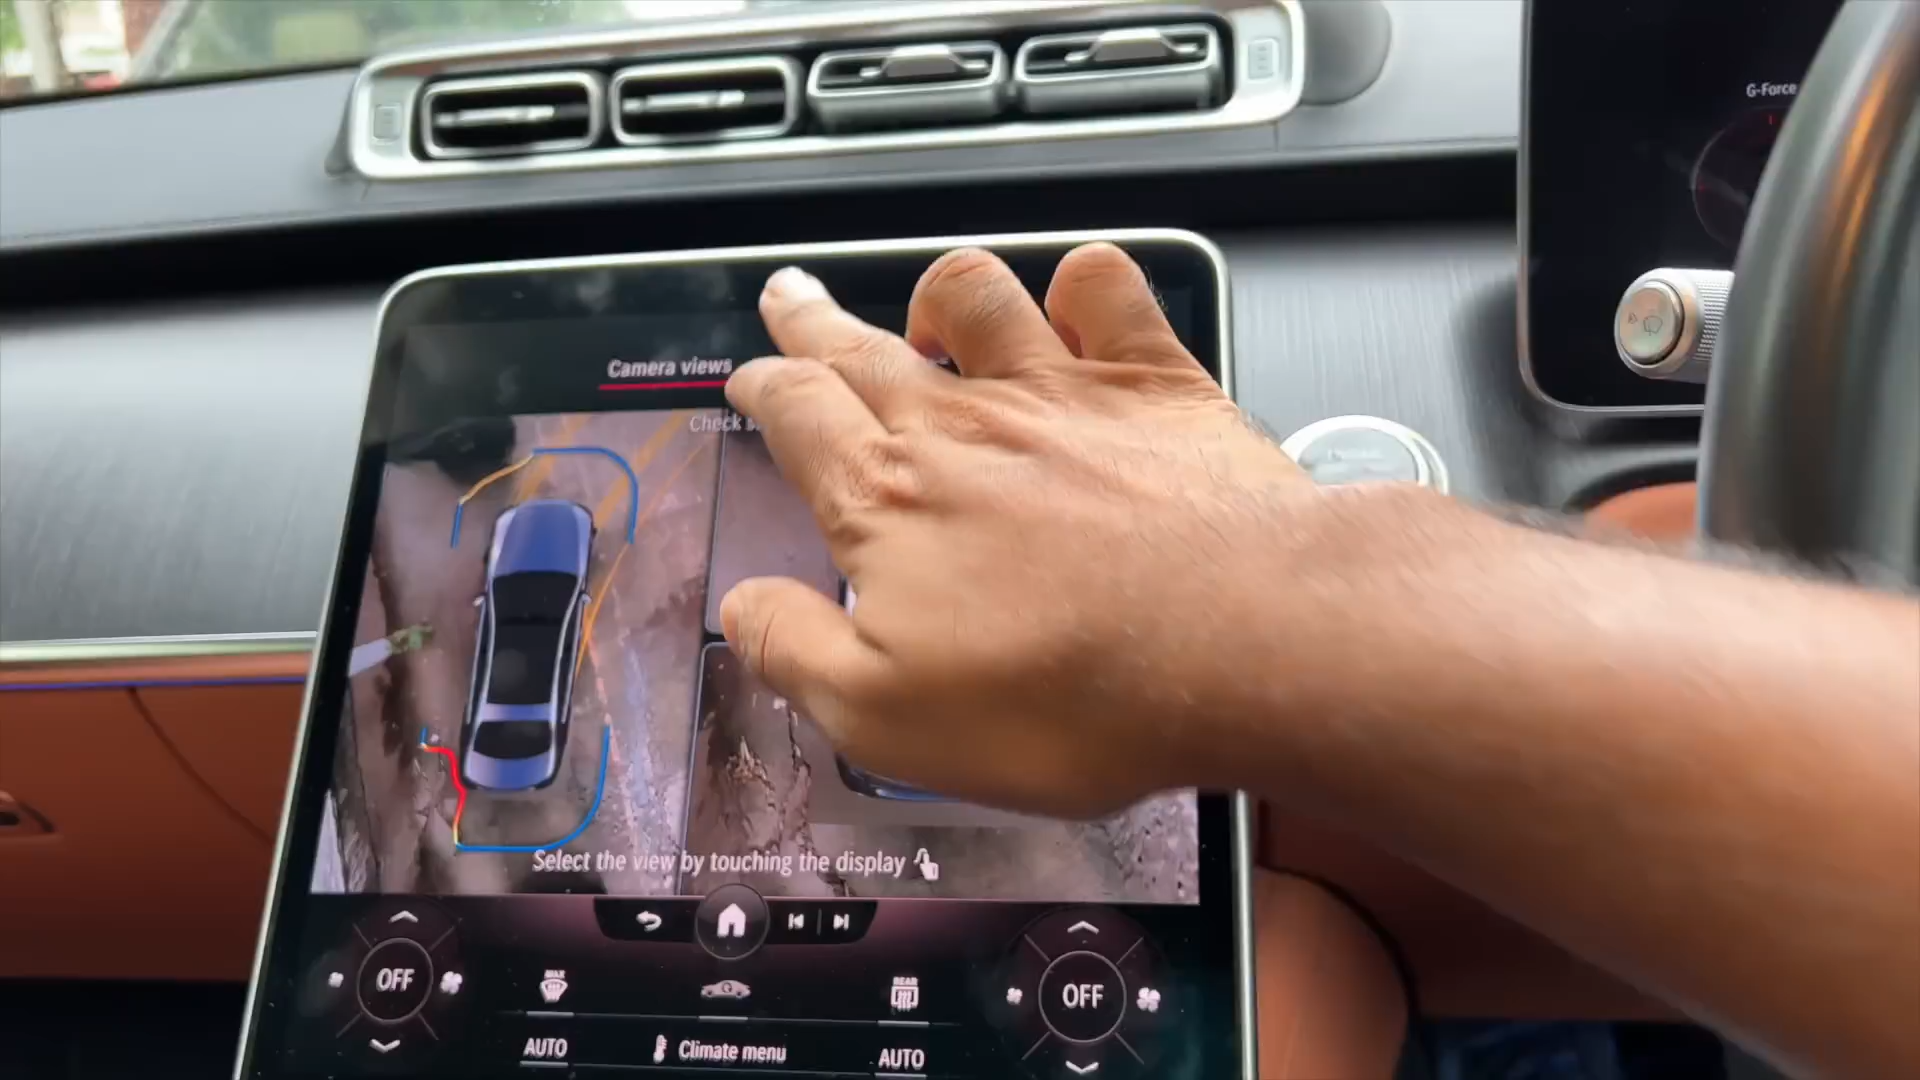 G-Force
Camera views
Check
Select the view by touching the display
OFF
MAX
REAR
OFF
AUTO
Climate menu
AUTO